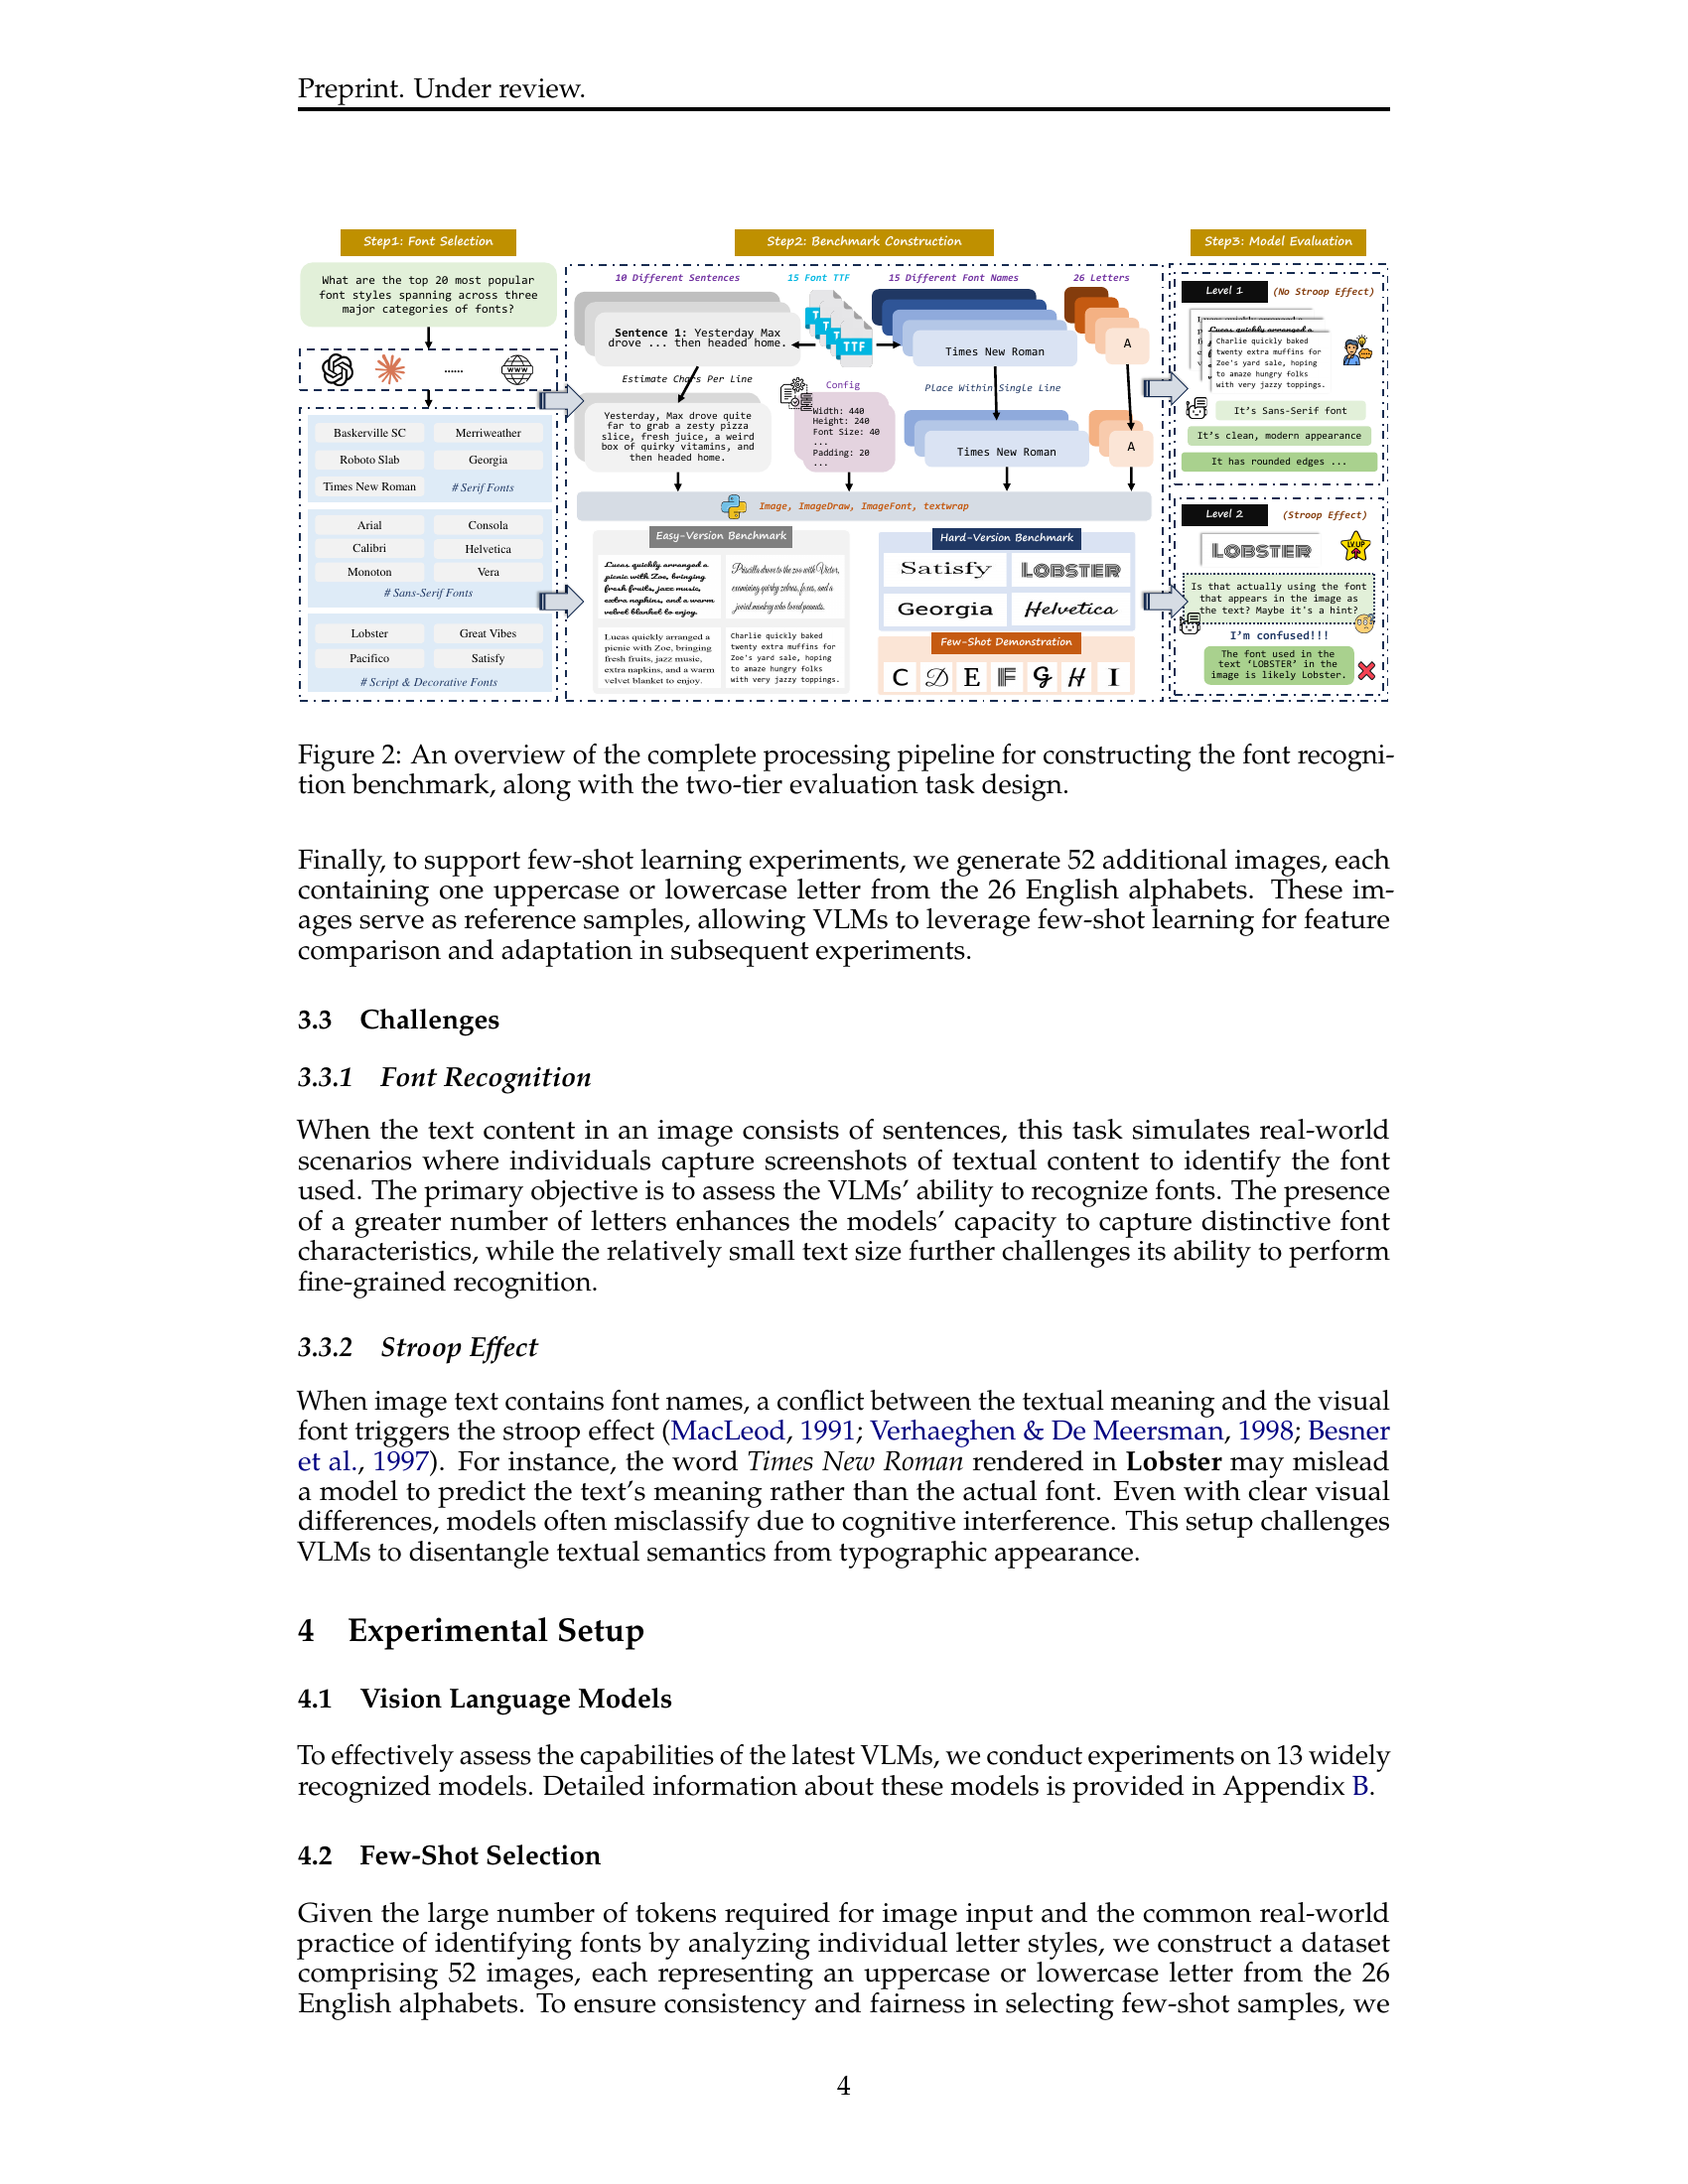 Preprint. Under review.
Step1: Font Selection
What are the top 20 most popular
font styles spanning across three
major categories of fonts?
......
WWW
Baskerville SC
Merriweather
Roboto Slab
Georgia
Times New Roman
# Serif Fonts
Arial
Consola
Calibri
Helvetica
Monoton
Vera
# Sans-Serif Fonts
Lobster
Great Vibes
Pacifico
Satisfy
# Script & Decorative Fonts
Step2: Benchmark Construction
10 Different Sentences
15 Font TTF
15 Different Font Names
26 Letters
Sentence 1: Yesterday Max
drove ... then headed home.
TTF
Times New Roman
A
Estimate Chars Per Line
Config
Place Within Single Line
Yesterday, Max drove quite
far to grab a zesty pizza
slice, fresh juice, a weird
box of quirky vitamins, and
then headed home.
Width: 440
Height: 240
Font Size: 40
...
Padding: 20
...
Times New Roman
A
Image, ImageDraw, ImageFont, textwrap
Easy-Version Benchmark
Lucas quickly arranged a
picnic with Zoe, bringing
fresh fruits, jazz music,
extra napkins, and a warm
velvet blanket to enjoy.
Priscilla drove to the zoo with Victor,
examining quirky zebras, foxes, and a
jovial monkey who loved peanuts.
Lucas quickly arranged a
picnic with Zoe, bringing
fresh fruits, jazz music,
extra napkins, and a warm
velvet blanket to enjoy.
Charlie quickly baked
twenty extra muffins for
Zoe's yard sale, hoping
to amaze hungry folks
with very jazzy toppings.
Hard-Version Benchmark
Satisfy
LOBSTER
Georgia
Helvetica
Few-Shot Demonstration
C D E F G H I
Step3: Model Evaluation
Level 1
(No Stroop Effect)
Lucas quickly arranged a
Charlie quickly baked
twenty extra muffins for
Zoe's yard sale, hoping
to amaze hungry folks
with very jazzy toppings.
It's Sans-Serif font
It's clean, modern appearance
It has rounded edges ...
Level 2
(Stroop Effect)
LOBSTER
LV.UP
Is that actually using the font
that appears in the image as
the text? Maybe it's a hint?
I'm confused!!!
The font used in the
text 'LOBSTER' in the
image is likely Lobster.
Figure 2: An overview of the complete processing pipeline for constructing the font recogni-
tion benchmark, along with the two-tier evaluation task design.
Finally, to support few-shot learning experiments, we generate 52 additional images, each
containing one uppercase or lowercase letter from the 26 English alphabets. These im-
ages serve as reference samples, allowing VLMs to leverage few-shot learning for feature
comparison and adaptation in subsequent experiments.
3.3 Challenges
3.3.1 Font Recognition
When the text content in an image consists of sentences, this task simulates real-world
scenarios where individuals capture screenshots of textual content to identify the font
used. The primary objective is to assess the VLMs' ability to recognize fonts. The presence
of a greater number of letters enhances the models' capacity to capture distinctive font
characteristics, while the relatively small text size further challenges its ability to perform
fine-grained recognition.
3.3.2 Stroop Effect
When image text contains font names, a conflict between the textual meaning and the visual
font triggers the stroop effect (MacLeod, 1991; Verhaeghen & De Meersman, 1998; Besner
et al., 1997). For instance, the word Times New Roman rendered in Lobster may mislead
a model to predict the text's meaning rather than the actual font. Even with clear visual
differences, models often misclassify due to cognitive interference. This setup challenges
VLMs to disentangle textual semantics from typographic appearance.
4 Experimental Setup
4.1 Vision Language Models
To effectively assess the capabilities of the latest VLMs, we conduct experiments on 13 widely
recognized models. Detailed information about these models is provided in Appendix B.
4.2 Few-Shot Selection
Given the large number of tokens required for image input and the common real-world
practice of identifying fonts by analyzing individual letter styles, we construct a dataset
comprising 52 images, each representing an uppercase or lowercase letter from the 26
English alphabets. To ensure consistency and fairness in selecting few-shot samples, we
4